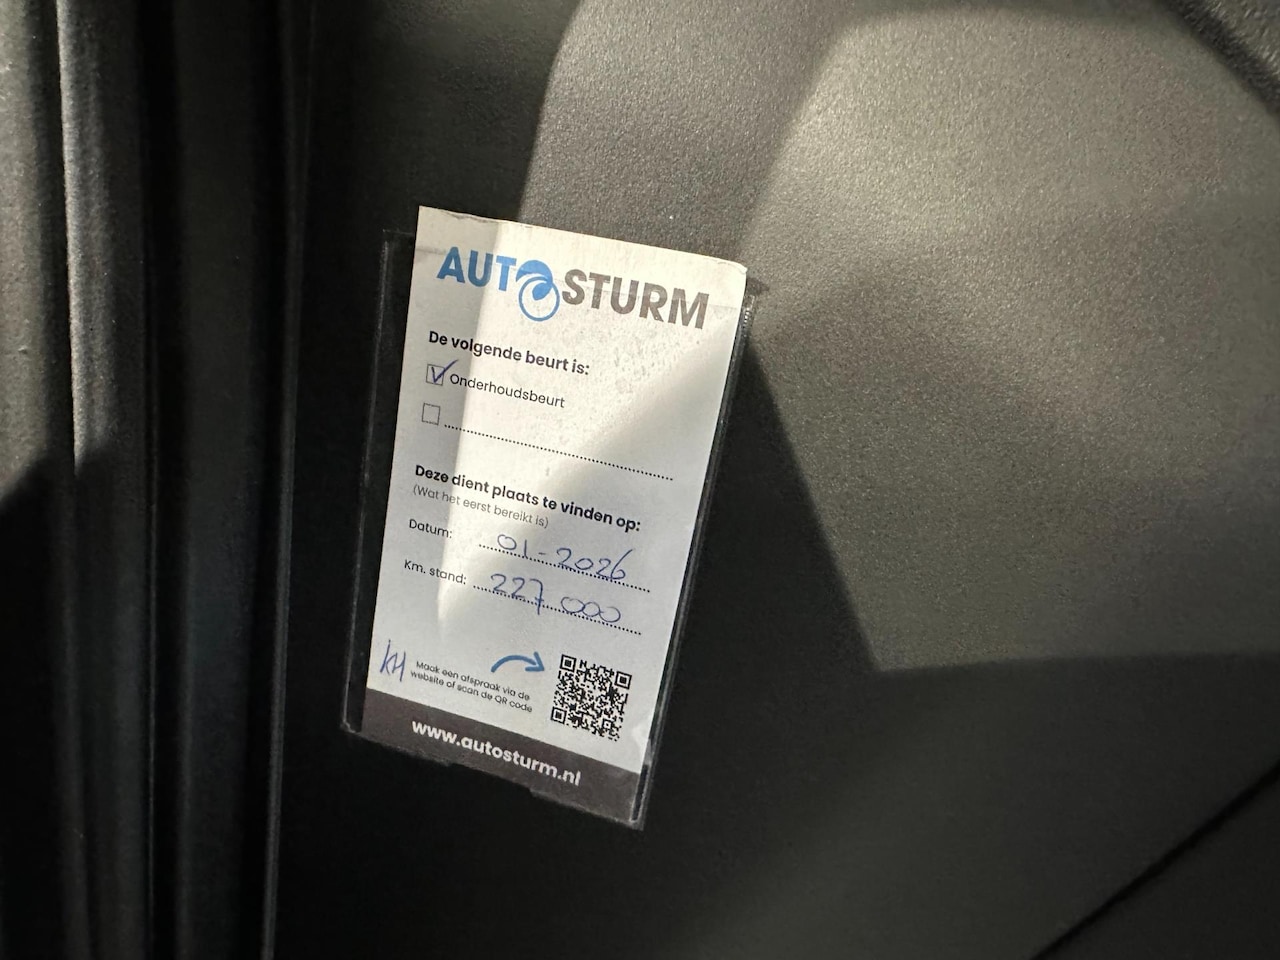 AUTO STURM
De volgende beurt is:
Onderhoudsbeurt
Deze dient plaats te vinden op:
(Wat het eerst bereikt is)
Datum: 01-2026
Km. stand: 227 000
KH
Maak een afspraak via de
website of scan de QR code
www.autosturm.nl